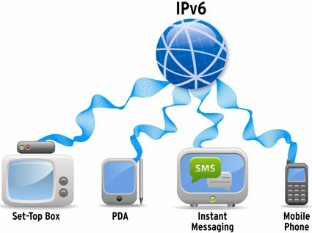 IPv6
SMS
Set-Top Box
PDA
Instant
Messaging
Mobile
Phone